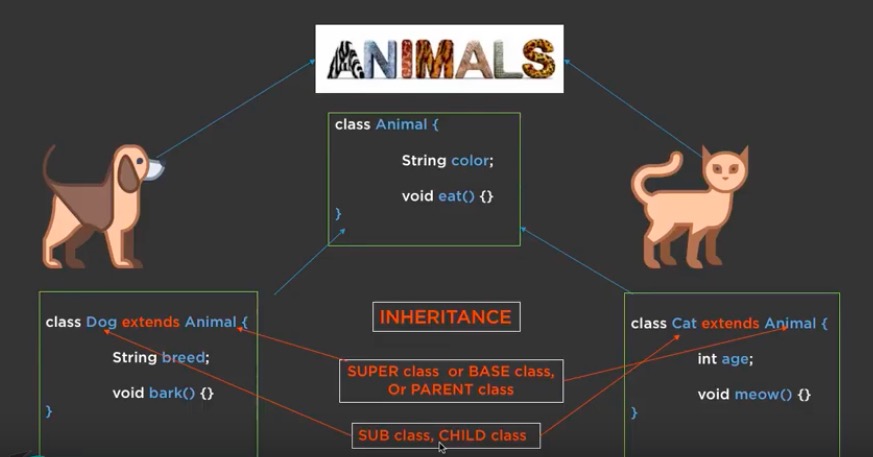 ANIMALS
class Animal {
String color;
void eat() {}
}
class Dog extends Animal {
String breed;
void bark() {}
}
INHERITANCE
SUPER class or BASE class,
Or PARENT class
SUB class, CHILD class
class Cat extends Animal {
int age;
void meow() {}
}